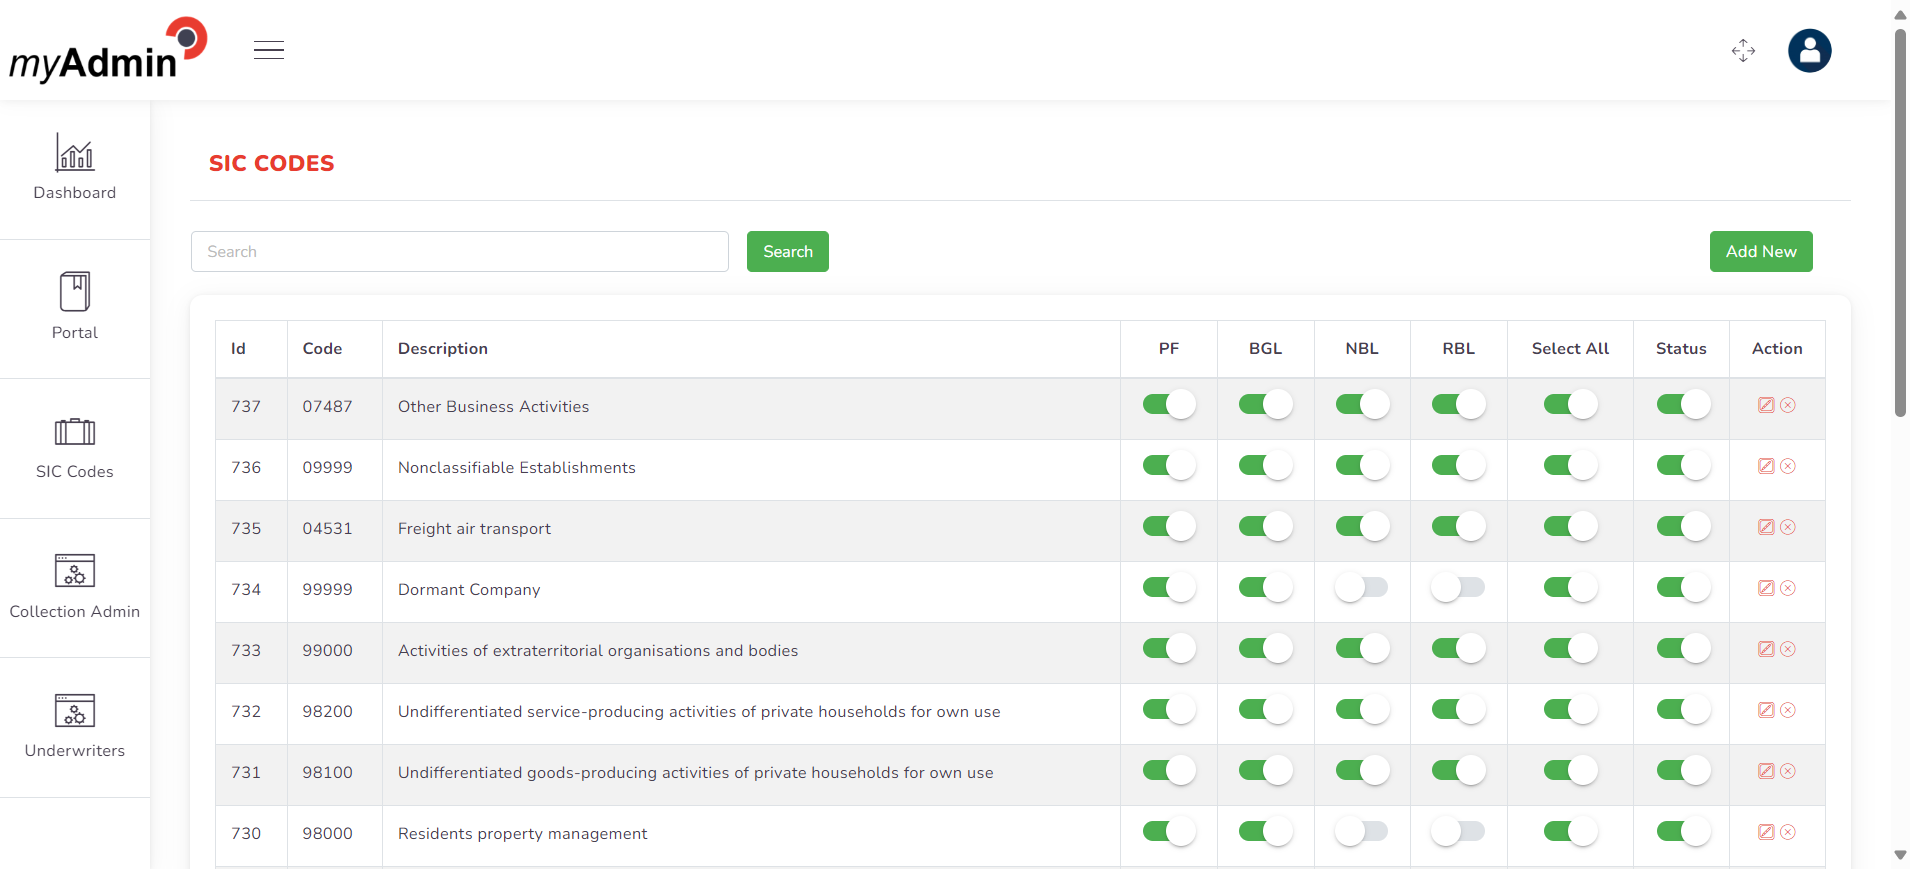 myAdmin
Dashboard
Portal
SIC Codes
Collection Admin
Underwriters
SIC CODES
Search
Search
Add New
Id Code Description PF BGL NBL RBL Select All Status Action
737 07487 Other Business Activities
736 09999 Nonclassifiable Establishments
735 04531 Freight air transport
734 99999 Dormant Company
733 99000 Activities of extraterritorial organisations and bodies
732 98200 Undifferentiated service-producing activities of private households for own use
731 98100 Undifferentiated goods-producing activities of private households for own use
730 98000 Residents property management